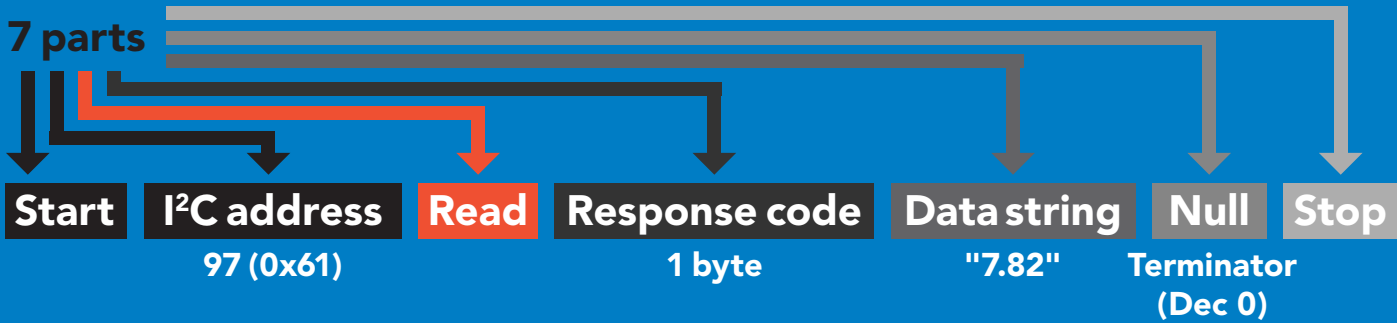 7 parts
Start I²C address Read Response code Data string Null Stop
97 (0x61) 1 byte "7.82" Terminator
(Dec 0)